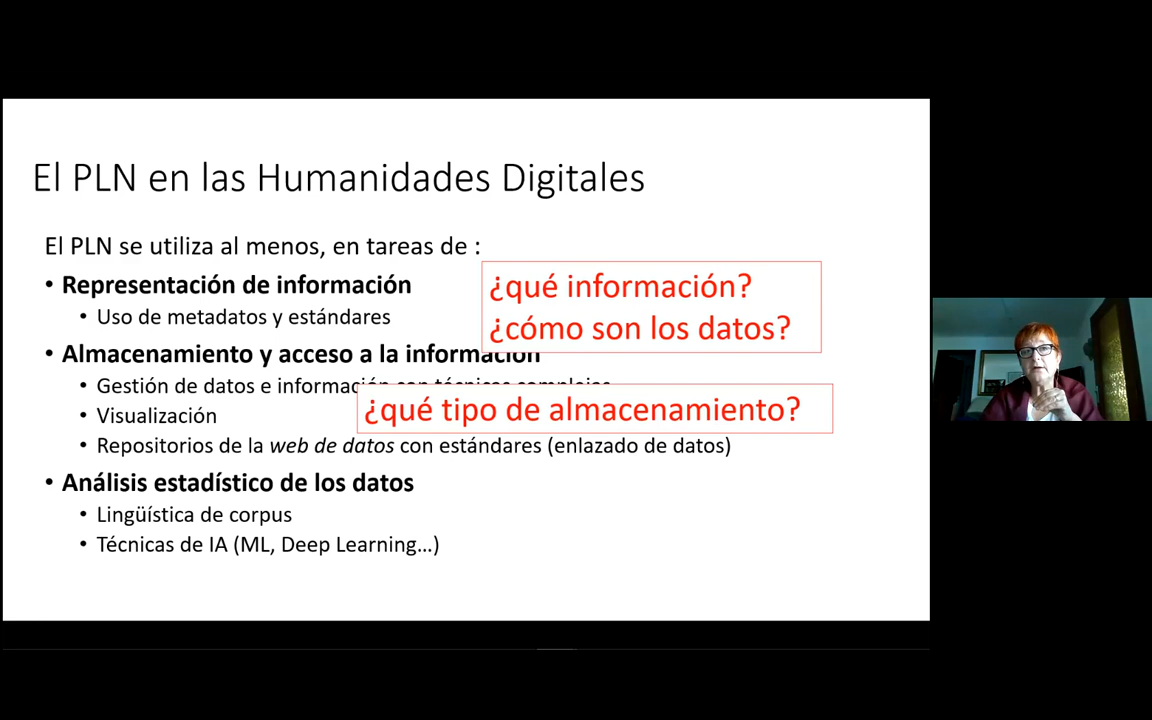 El PLN en las Humanidades Digitales
El PLN se utiliza al menos, en tareas de :
• Representación de información
¿qué información?
• Uso de metadatos y estándares
¿cómo son los datos?
• Almacenamiento y acceso a la información
• Gestión de datos e información con técnicas complejas
¿qué tipo de almacenamiento?
• Visualización
• Repositorios de la web de datos con estándares (enlazado de datos)
• Análisis estadístico de los datos
• Lingüística de corpus
• Técnicas de IA (ML, Deep Learning…)